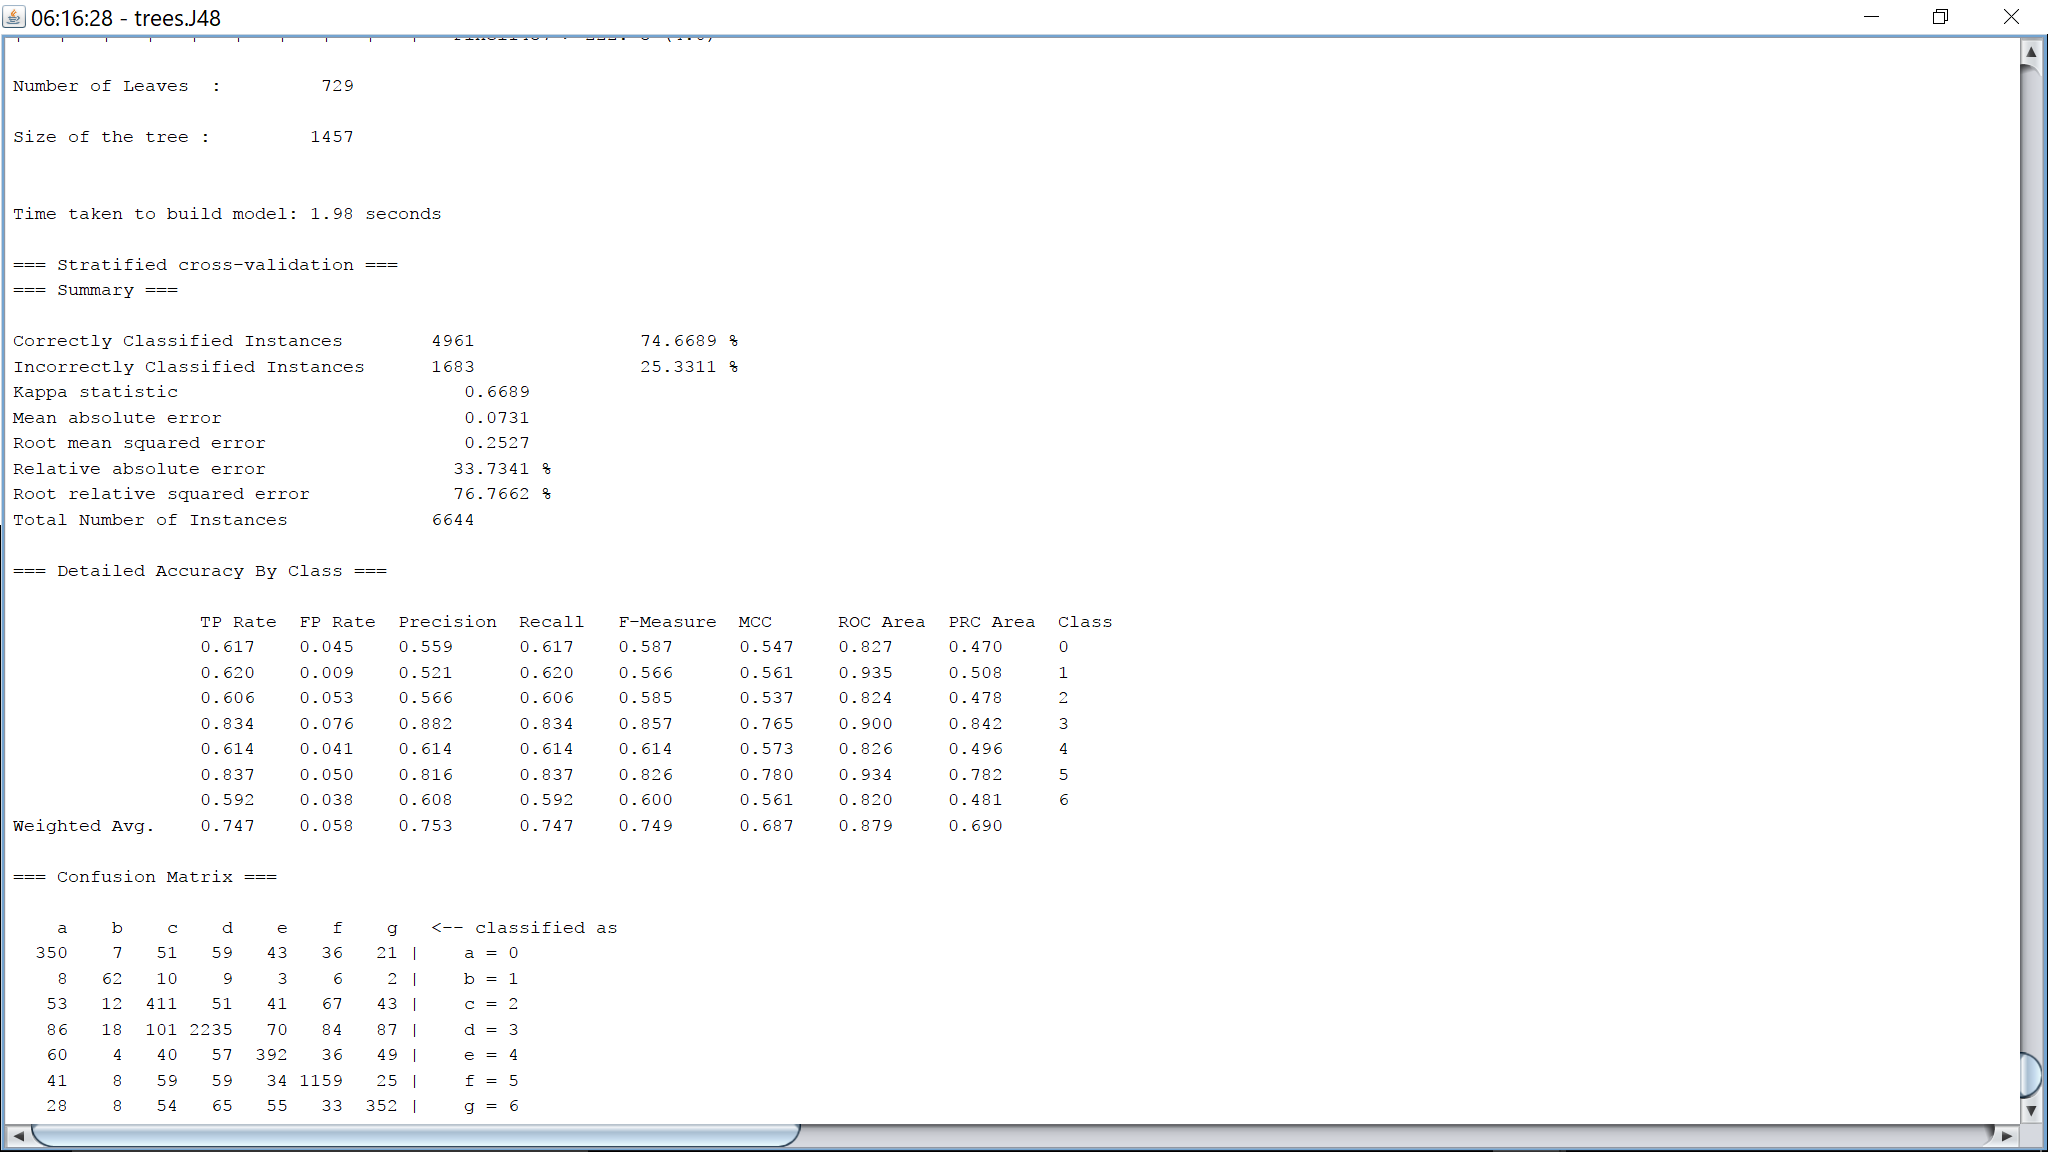 06:16:28 - trees.J48
Number of Leaves  :         729
Size of the tree :         1457
Time taken to build model: 1.98 seconds
=== Stratified cross-validation ===
=== Summary ===
Correctly Classified Instances        4961               74.6689 %
Incorrectly Classified Instances      1683               25.3311 %
Kappa statistic                          0.6689
Mean absolute error                      0.0731
Root mean squared error                  0.2527
Relative absolute error                 33.7341 %
Root relative squared error             76.7662 %
Total Number of Instances             6644
=== Detailed Accuracy By Class ===
                 TP Rate  FP Rate  Precision  Recall   F-Measure  MCC      ROC Area  PRC Area  Class
                 0.617    0.045    0.559      0.617    0.587      0.547    0.827     0.470     0
                 0.620    0.009    0.521      0.620    0.566      0.561    0.935     0.508     1
                 0.606    0.053    0.566      0.606    0.585      0.537    0.824     0.478     2
                 0.834    0.076    0.882      0.834    0.857      0.765    0.900     0.842     3
                 0.614    0.041    0.614      0.614    0.614      0.573    0.826     0.496     4
                 0.837    0.050    0.816      0.837    0.826      0.780    0.934     0.782     5
                 0.592    0.038    0.608      0.592    0.600      0.561    0.820     0.481     6
Weighted Avg.    0.747    0.058    0.753      0.747    0.749      0.687    0.879     0.690
=== Confusion Matrix ===
    a    b    c    d    e    f    g   <-- classified as
  350    7   51   59   43   36   21 |    a = 0
    8   62   10    9    3    6    2 |    b = 1
   53   12  411   51   41   67   43 |    c = 2
   86   18  101 2235   70   84   87 |    d = 3
   60    4   40   57  392   36   49 |    e = 4
   41    8   59   59   34 1159   25 |    f = 5
   28    8   54   65   55   33  352 |    g = 6